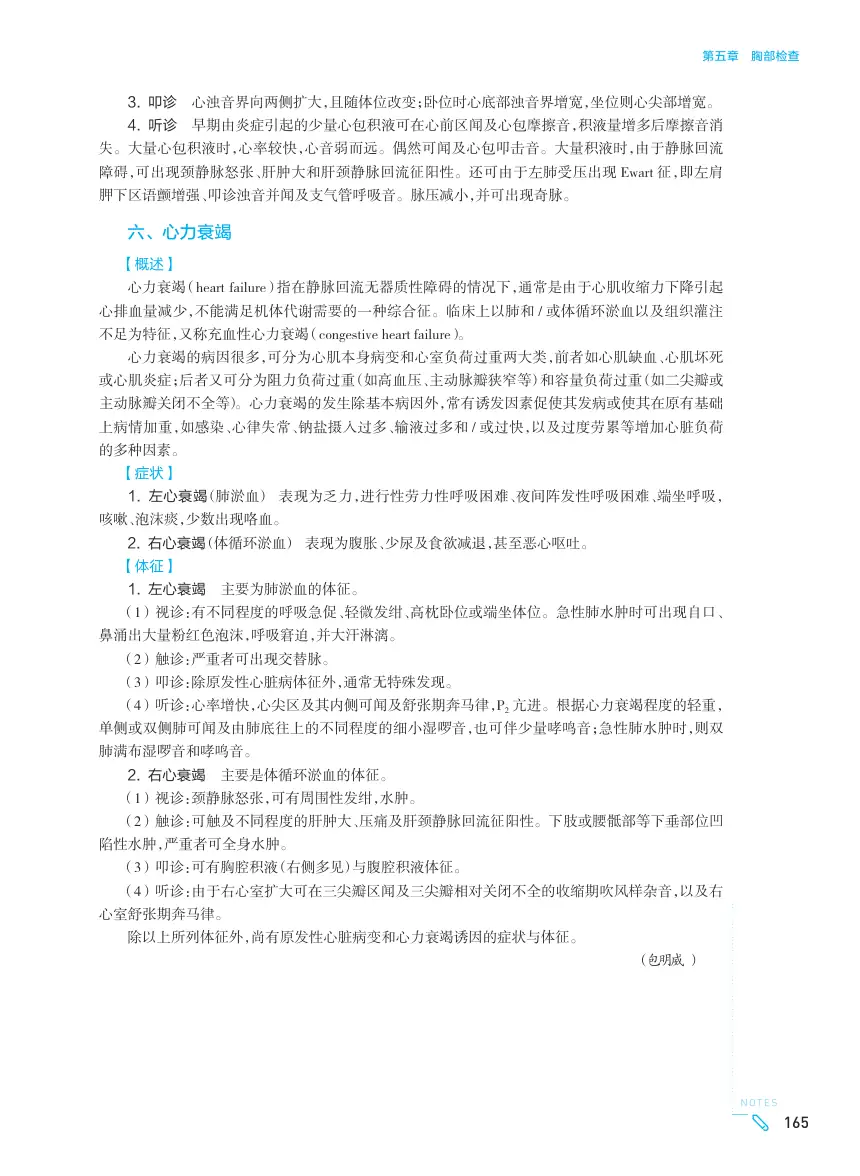 第五章 胸部检查
3. 叩诊 心浊音界向两侧扩大,且随体位改变;卧位时心底部浊音界增宽,坐位则心尖部增宽。
4. 听诊 早期由炎症引起的少量心包积液可在心前区闻及心包摩擦音,积液量增多后摩擦音消
失。大量心包积液时,心率较快,心音弱而远。偶然可闻及心包叩击音。大量积液时,由于静脉回流
障碍,可出现颈静脉怒张、肝肿大和肝颈静脉回流征阳性。还可由于左肺受压出现 Ewart 征,即左肩
胛下区语颤增强、叩诊浊音并闻及支气管呼吸音。脉压减小,并可出现奇脉。
六、心力衰竭
【概述】
心力衰竭(heart failure)指在静脉回流无器质性障碍的情况下,通常是由于心肌收缩力下降引起
心排血量减少,不能满足机体代谢需要的一种综合征。临床上以肺和/或体循环淤血以及组织灌注
不足为特征,又称充血性心力衰竭(congestive heart failure)。
心力衰竭的病因很多,可分为心肌本身病变和心室负荷过重两大类,前者如心肌缺血、心肌坏死
或心肌炎症;后者又可分为阻力负荷过重(如高血压、主动脉瓣狭窄等)和容量负荷过重(如二尖瓣或
主动脉瓣关闭不全等)。心力衰竭的发生除基本病因外,常有诱发因素促使其发病或使其在原有基础
上病情加重,如感染、心律失常、钠盐摄入过多、输液过多和/或过快,以及过度劳累等增加心脏负荷
的多种因素。
【症状】
1. 左心衰竭(肺淤血) 表现为乏力,进行性劳力性呼吸困难、夜间阵发性呼吸困难、端坐呼吸,
咳嗽、泡沫痰,少数出现咯血。
2. 右心衰竭(体循环淤血) 表现为腹胀、少尿及食欲减退,甚至恶心呕吐。
【体征】
1. 左心衰竭 主要为肺淤血的体征。
(1)视诊:有不同程度的呼吸急促、轻微发绀、高枕卧位或端坐体位。急性肺水肿时可出现自口、
鼻涌出大量粉红色泡沫,呼吸窘迫,并大汗淋漓。
(2)触诊:严重者可出现交替脉。
(3)叩诊:除原发性心脏病体征外,通常无特殊发现。
(4)听诊:心率增快,心尖区及其内侧可闻及舒张期奔马律,P₂ 亢进。根据心力衰竭程度的轻重,
单侧或双侧肺可闻及由肺底往上的不同程度的细小湿啰音,也可伴少量哮鸣音;急性肺水肿时,则双
肺满布湿啰音和哮鸣音。
2. 右心衰竭 主要是体循环淤血的体征。
(1)视诊:颈静脉怒张,可有周围性发绀,水肿。
(2)触诊:可触及不同程度的肝肿大、压痛及肝颈静脉回流征阳性。下肢或腰骶部等下垂部位凹
陷性水肿,严重者可全身水肿。
(3)叩诊:可有胸腔积液(右侧多见)与腹腔积液体征。
(4)听诊:由于右心室扩大可在三尖瓣区闻及三尖瓣相对关闭不全的收缩期吹风样杂音,以及右
心室舒张期奔马律。
除以上所列体征外,尚有原发性心脏病变和心力衰竭诱因的症状与体征。
(包明威)
NOTES
165